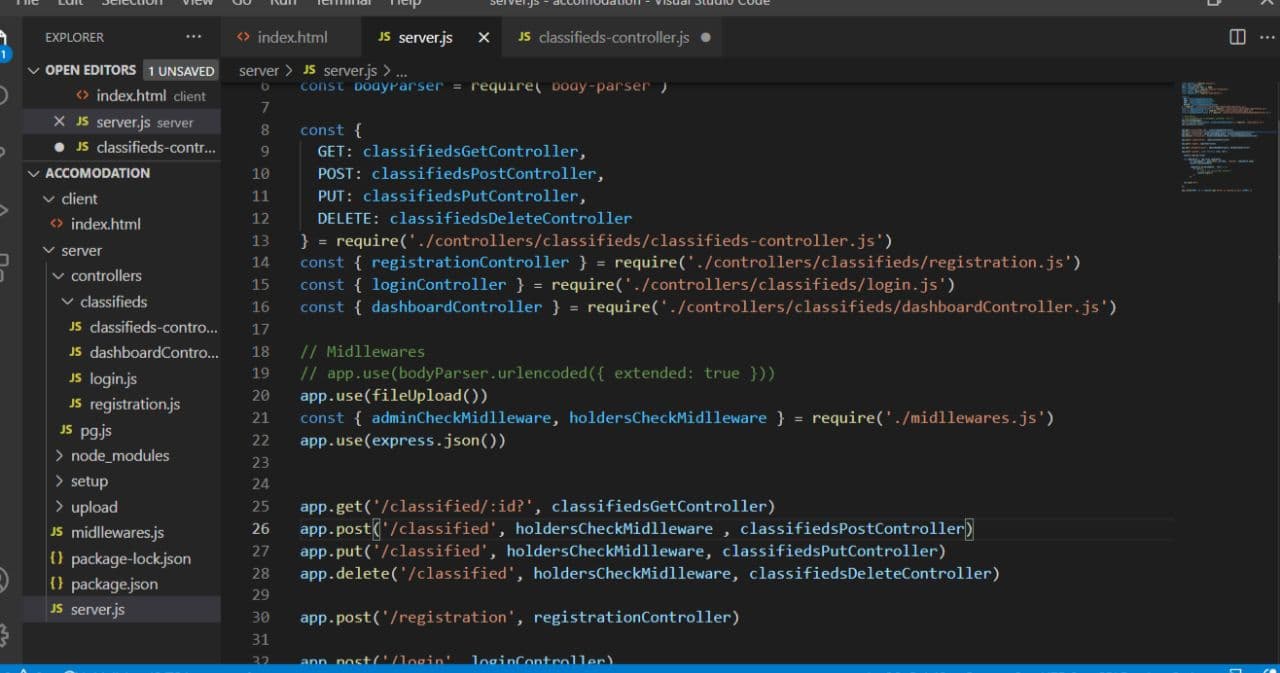 File Edit Selection View Go Run Terminal Help server.js - accomodation - Visual Studio Code
EXPLORER ...
index.html
JS server.js ×
JS classifieds-controller.js ●
1
OPEN EDITORS 1 UNSAVED
index.html client
JS server.js server
JS classifieds-contr...
ACCOMODATION
client
index.html
server
controllers
classifieds
JS classifieds-contro...
JS dashboardContro...
JS login.js
JS registration.js
JS pg.js
node_modules
setup
upload
JS midllewares.js
{} package-lock.json
{} package.json
JS server.js
server > JS server.js > ...
6 const bodyParser = require('body-parser')
7
8 const {
9 GET: classifiedsGetController,
10 POST: classifiedsPostController,
11 PUT: classifiedsPutController,
12 DELETE: classifiedsDeleteController
13 } = require('./controllers/classifieds/classifieds-controller.js')
14 const { registrationController } = require('./controllers/classifieds/registration.js')
15 const { loginController } = require('./controllers/classifieds/login.js')
16 const { dashboardController } = require('./controllers/classifieds/dashboardController.js')
17
18 // Midllewares
19 // app.use(bodyParser.urlencoded({ extended: true }))
20 app.use(fileUpload())
21 const { adminCheckMidlleware, holdersCheckMidlleware } = require('./midllewares.js')
22 app.use(express.json())
23
24
25 app.get('/classified/:id?', classifiedsGetController)
26 app.post('/classified', holdersCheckMidlleware , classifiedsPostController)
27 app.put('/classified', holdersCheckMidlleware, classifiedsPutController)
28 app.delete('/classified', holdersCheckMidlleware, classifiedsDeleteController)
29
30 app.post('/registration', registrationController)
31
32 app.post('/login', loginController)